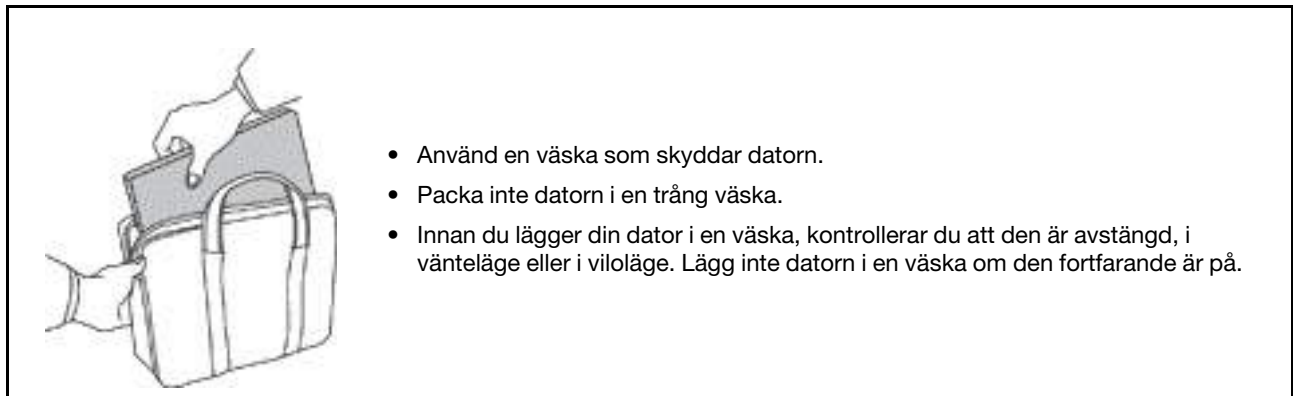 • Använd en väska som skyddar datorn.
• Packa inte datorn i en trång väska.
• Innan du lägger din dator i en väska, kontrollerar du att den är avstängd, i
vänteläge eller i viloläge. Lägg inte datorn i en väska om den fortfarande är på.